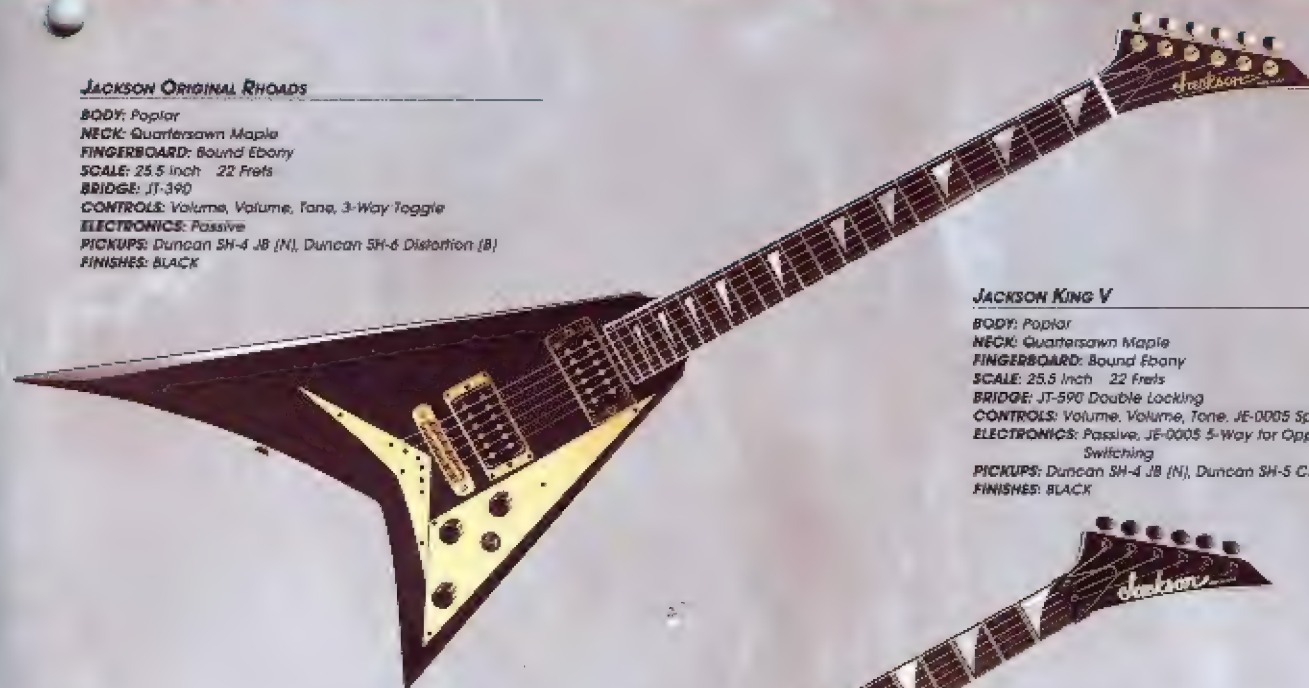 JACKSON ORIGINAL RHOADS
BODY: Poplar
NECK: Quartersawn Maple
FINGERBOARD: Bound Ebony
SCALE: 25.5 Inch 22 Frets
BRIDGE: JT-390
CONTROLS: Volume, Volume, Tone, 3-Way Toggle
ELECTRONICS: Passive
PICKUPS: Duncan SH-4 JB (N), Duncan SH-6 Distortion (B)
FINISHES: BLACK
Jackson
JACKSON KING V
BODY: Poplar
NECK: Quartersawn Maple
FINGERBOARD: Bound Ebony
SCALE: 25.5 Inch 22 Frets
BRIDGE: JT-590 Double Locking
CONTROLS: Volume, Volume, Tone, JE-0005
ELECTRONICS: Passive, JE-0005 5-Way for
Switching
PICKUPS: Duncan SH-4 JB (N), Duncan SH-5
FINISHES: BLACK
Jackson